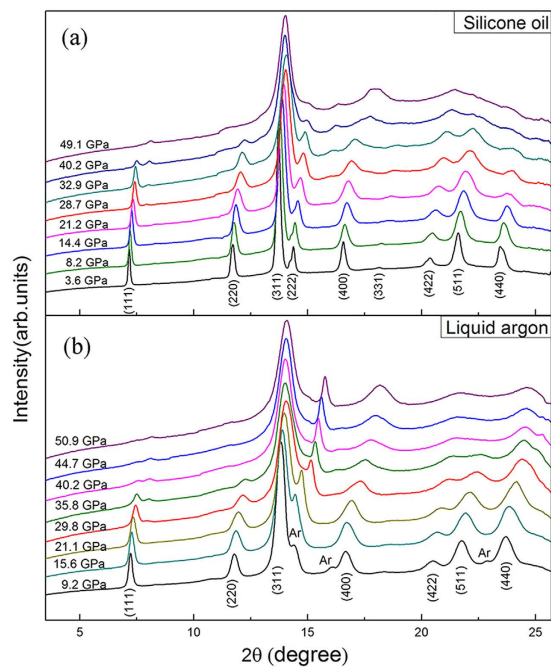 (a)
Silicone oil
49.1 GPa
40.2 GPa
32.9 GPa
28.7 GPa
21.2 GPa
14.4 GPa
8.2 GPa
3.6 GPa
(111)
(220)
(311)
(222)
(400)
(331)
(422)
(511)
(440)
Intensity(arb.units)
(b)
Liquid argon
50.9 GPa
44.7 GPa
40.2 GPa
35.8 GPa
29.8 GPa
21.1 GPa
15.6 GPa
9.2 GPa
Ar
Ar
Ar
(111)
(220)
(311)
(400)
(422)
(511)
(440)
5 10 15 20 25
2θ (degree)